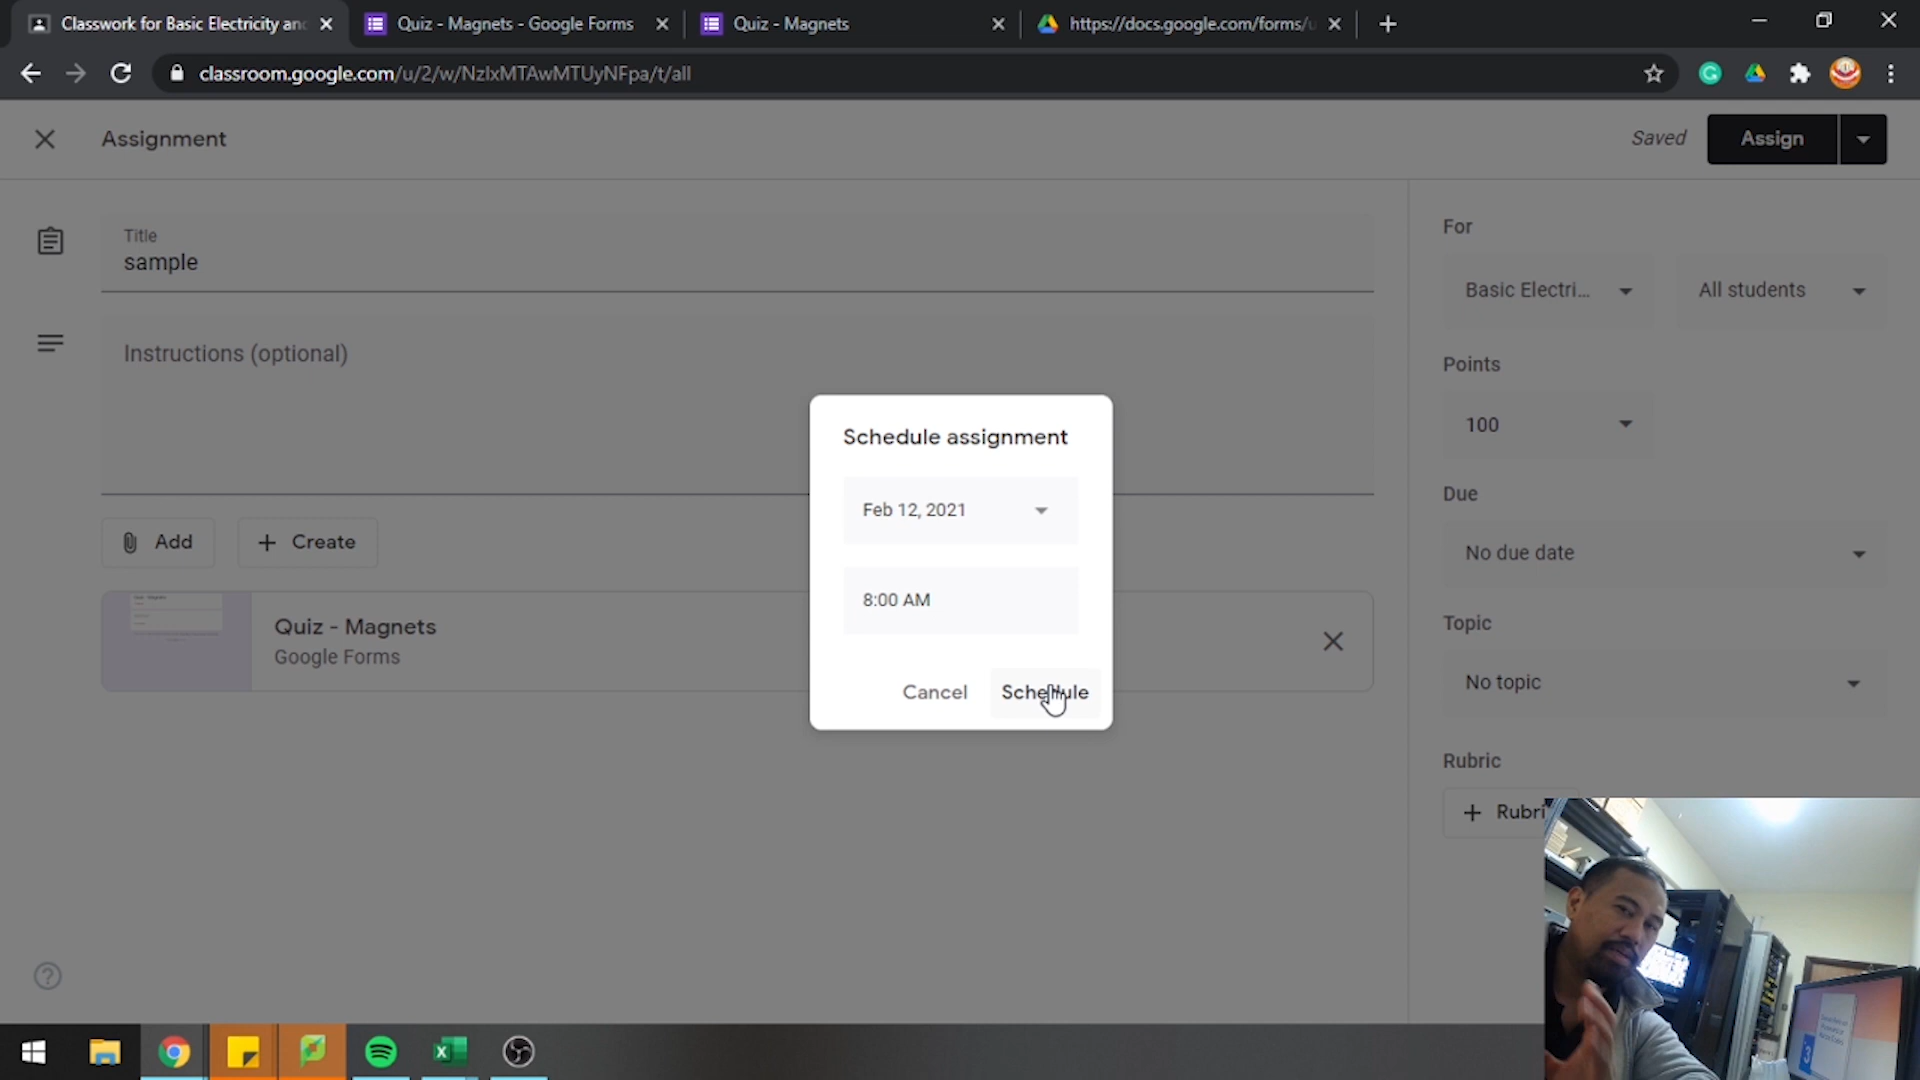 Classwork for Basic Electricity an
Quiz - Magnets - Google Forms
Quiz - Magnets
https://docs.google.com/forms/u
classroom.google.com/u/2/w/NzIxMTAwMTUyNFpa/t/all
Assignment
Saved
Assign
Title
sample
For
Basic Electri...
All students
Instructions (optional)
Points
100
Schedule assignment
Feb 12, 2021
8:00 AM
Cancel
Schedule
Due
No due date
Add
Create
Quiz - Magnets
Google Forms
Topic
No topic
Rubric
+ Rubri